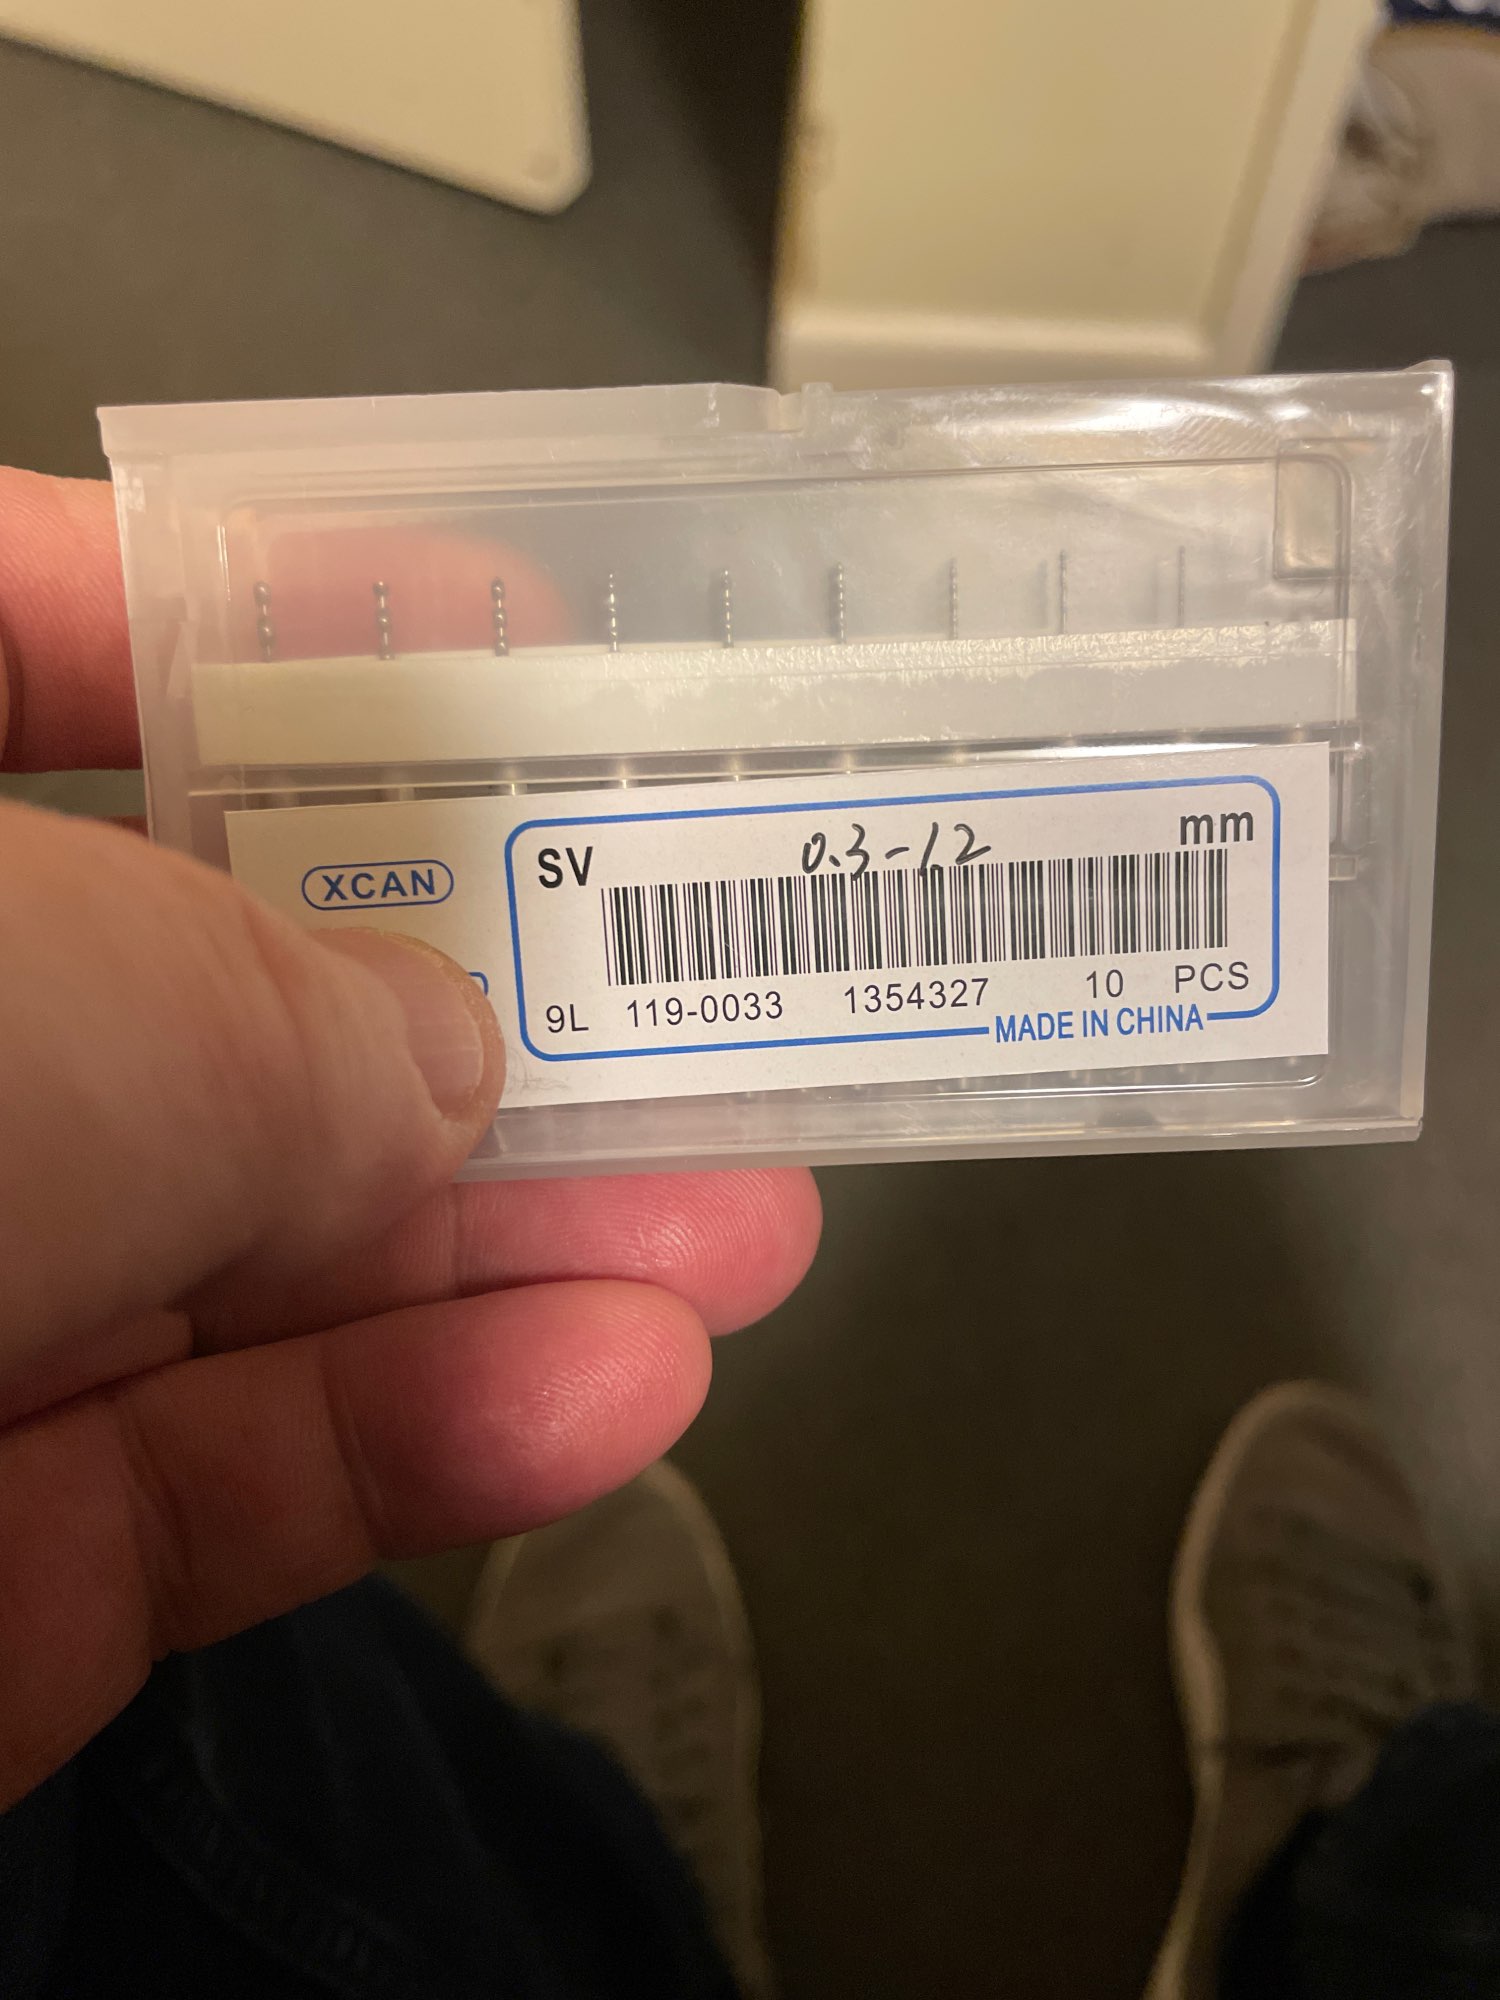 XCAN
SV 0.3-1.2 mm
9L 119-0033 1354327 10 PCS
MADE IN CHINA